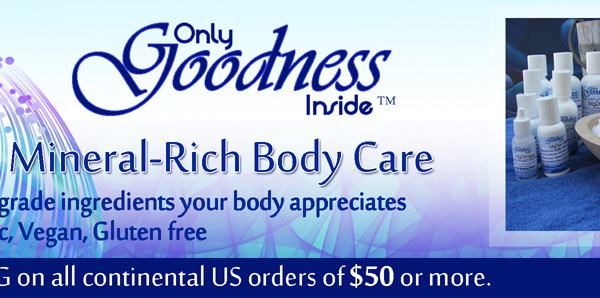 Only
Goodness
Inside™
Mineral-Rich Body Care
grade ingredients your body appreciates
c, Vegan, Gluten free
G on all continental US orders of $50 or more.